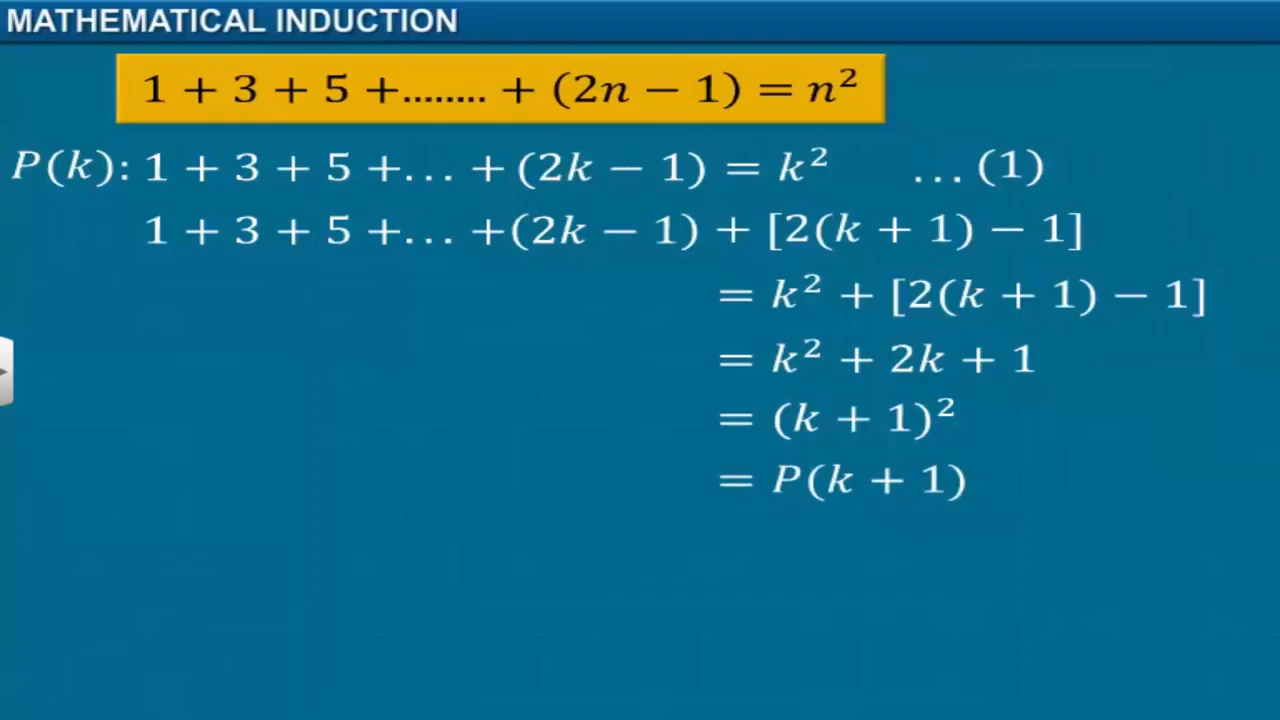 MATHEMATICAL INDUCTION
1 + 3 + 5 +........ + (2n − 1) = n²
P(k): 1 + 3 + 5 +... + (2k − 1) = k² ... (1)
1 + 3 + 5 +... +(2k − 1) + [2(k + 1) − 1]
= k² + [2(k + 1) − 1]
= k² + 2k + 1
= (k + 1)²
= P(k + 1)